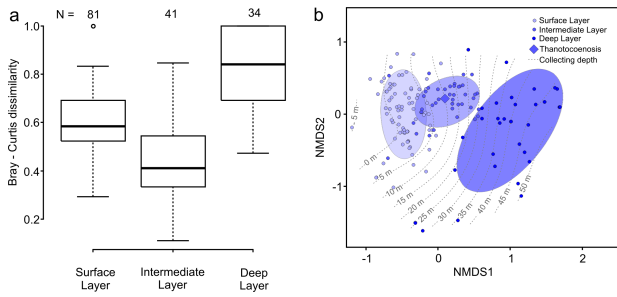 a
N = 81 41 34
Bray - Curtis dissimilarity
1.0
0.8
0.6
0.4
0.2
Surface Layer
Intermediate Layer
Deep Layer
b
Surface Layer
Intermediate Layer
Deep Layer
Thanotocoenosis
Collecting depth
NMDS2
1
0
-1
- 5 m
0 m
5 m
10 m
15 m
20 m
25 m
30 m
35 m
40 m
45 m
50 m
-1 0 1 2
NMDS1